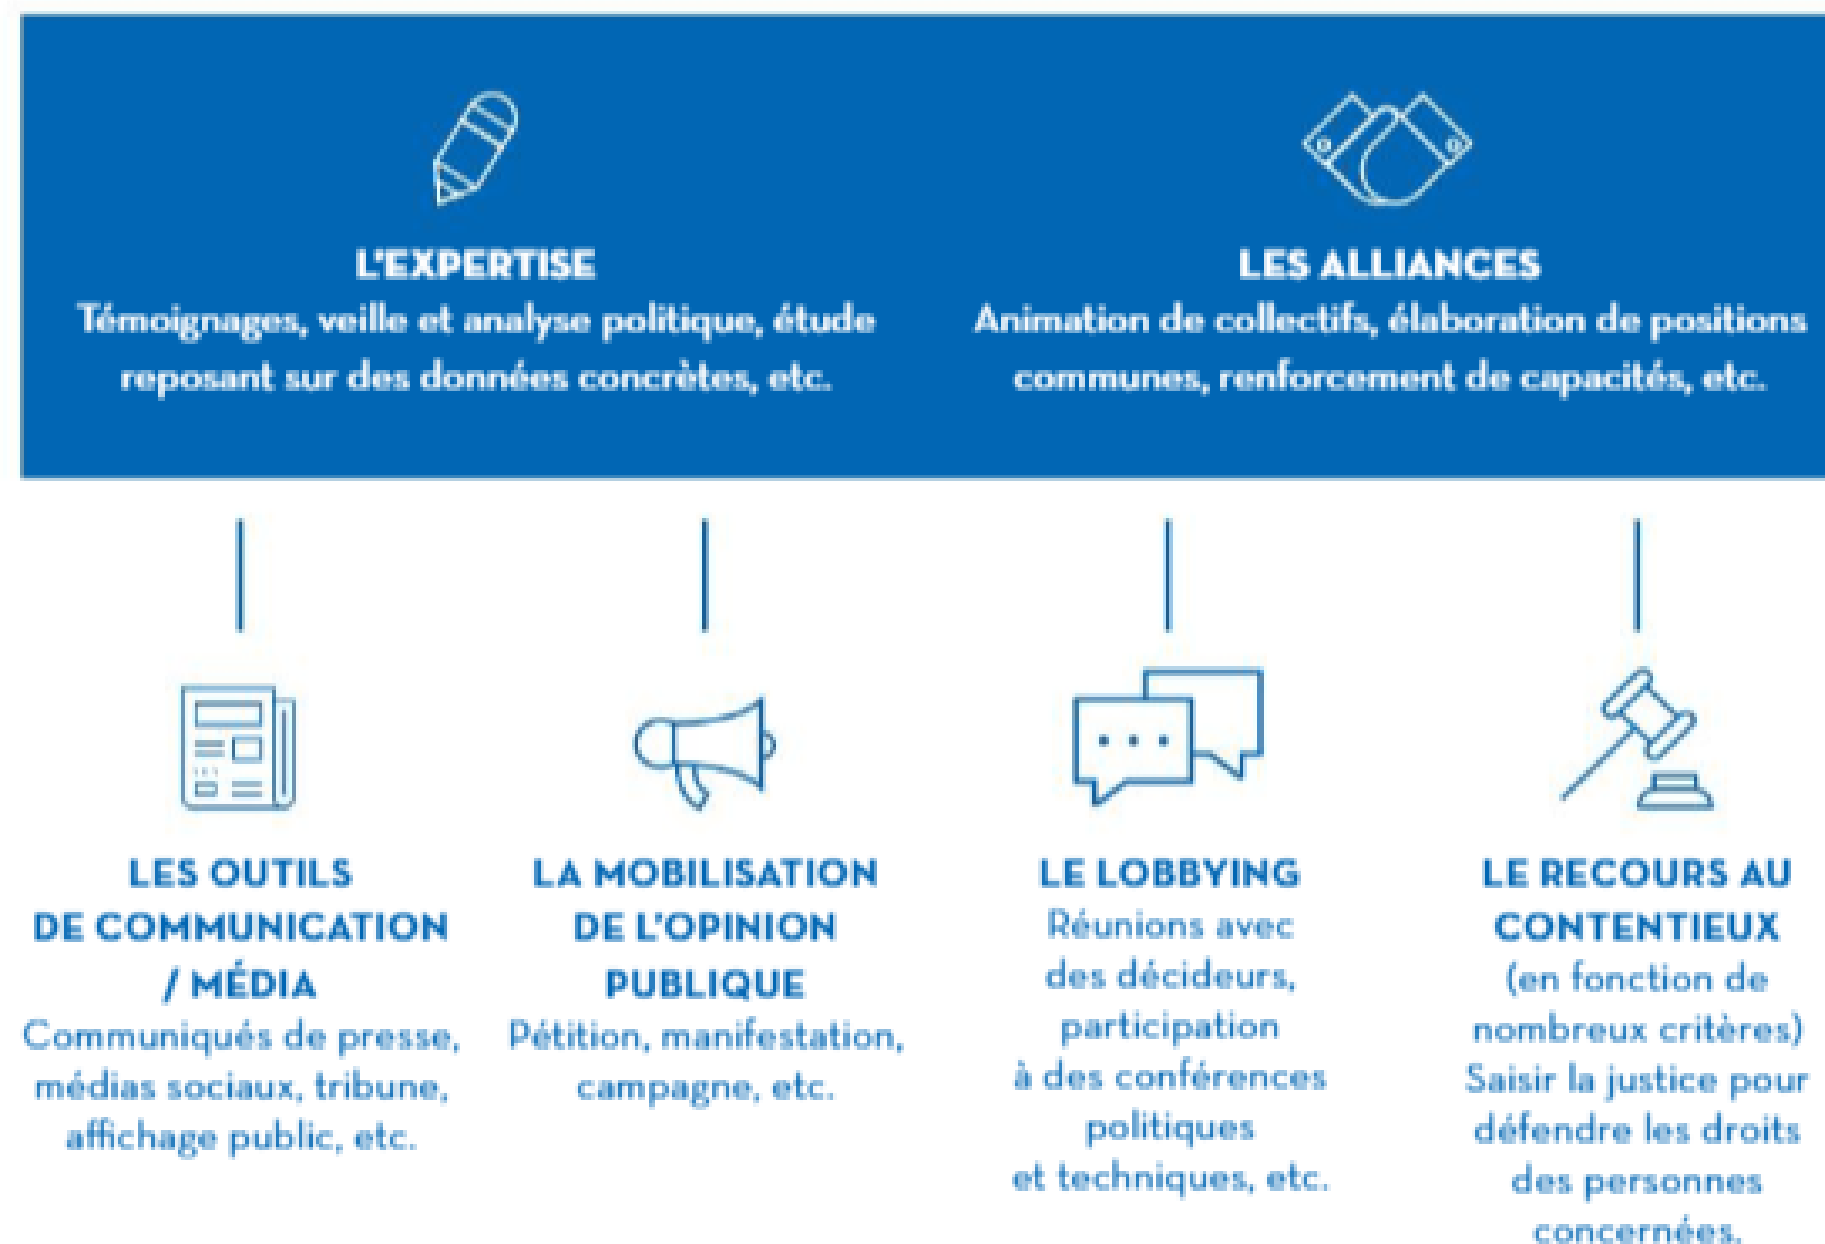 L'EXPERTISE
Témoignages, veille et analyse politique, étude
reposant sur des données concrètes, etc.
LES ALLIANCES
Animation de collectifs, élaboration de positions
communes, renforcement de capacités, etc.
LES OUTILS
DE COMMUNICATION
/ MÉDIA
Communiqués de presse,
médias sociaux, tribune,
affichage public, etc.
LA MOBILISATION
DE L'OPINION
PUBLIQUE
Pétition, manifestation,
campagne, etc.
LE LOBBYING
Réunions avec
des décideurs,
participation
à des conférences
politiques
et techniques, etc.
LE RECOURS AU
CONTENTIEUX
(en fonction de
nombreux critères)
Saisir la justice pour
défendre les droits
des personnes
concernées.